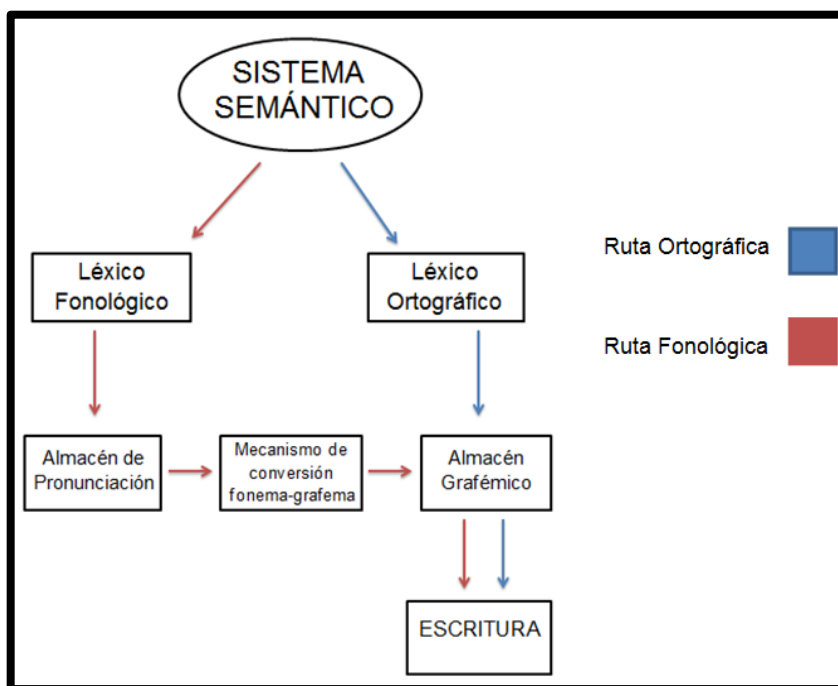 SISTEMA
SEMÁNTICO
Léxico
Fonológico
Léxico
Ortográfico
Ruta Ortográfica
Ruta Fonológica
Almacén de
Pronunciación
Mecanismo de
conversión
fonema-grafema
Almacén
Grafémico
ESCRITURA